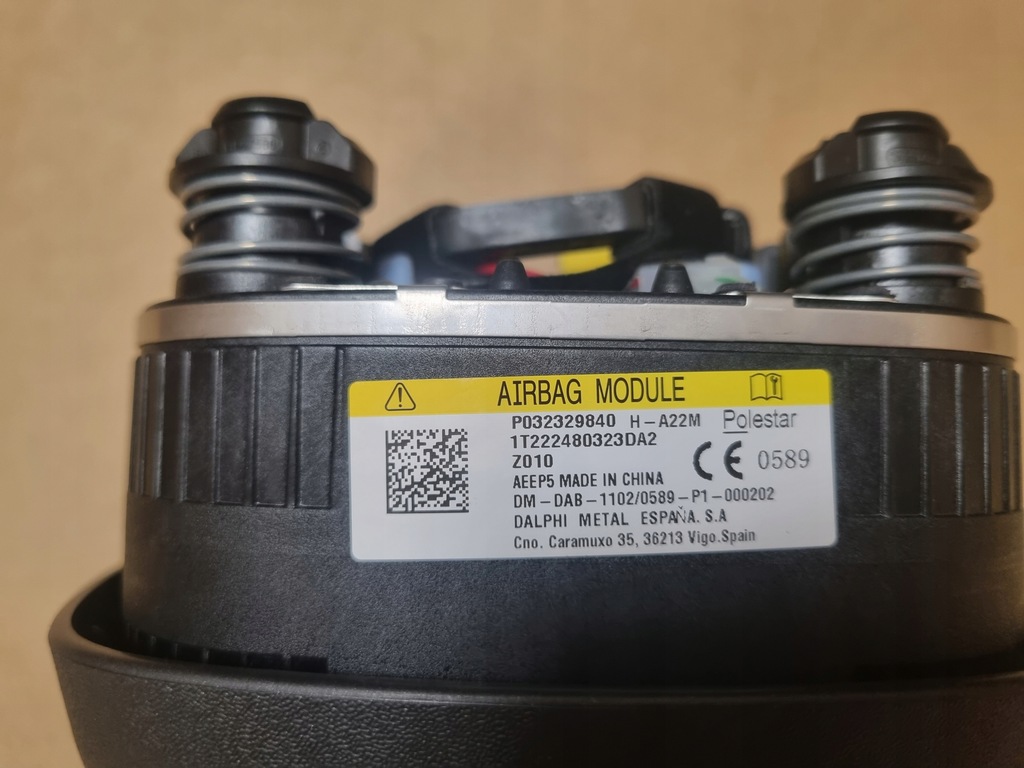 AIRBAG MODULE
P032329840 H-A22M Polestar
1T222480323DA2
Z010
CE 0589
AEEP5 MADE IN CHINA
DM-DAB-1102/0589-P1-000202
DALPHI METAL ESPAÑA. S.A
Cno. Caramuxo 35, 36213 Vigo.Spain